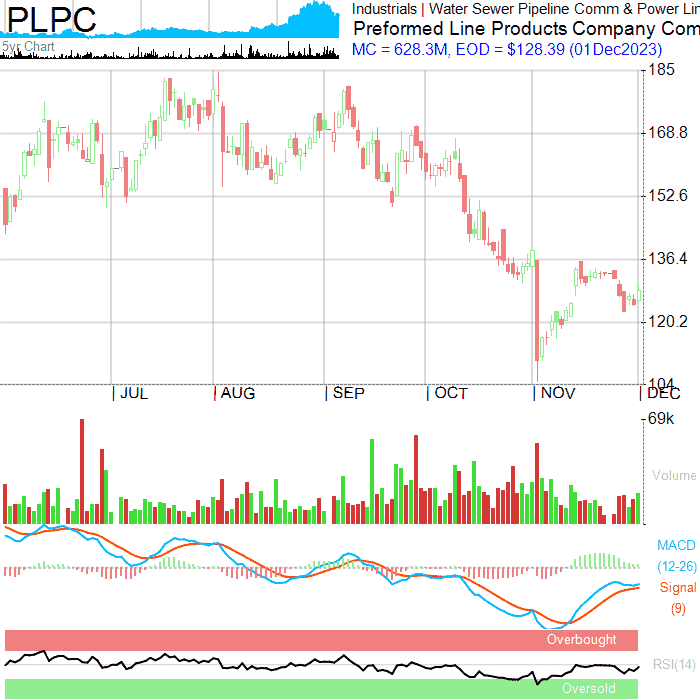 PLPC
5yr Chart
Industrials | Water Sewer Pipeline Comm & Power Lin
Preformed Line Products Company Com
MC = 628.3M, EOD = $128.39 (01Dec2023)
185
168.8
152.6
136.4
120.2
104
JUL AUG SEP OCT NOV DEC
69k
Volume
MACD
(12-26)
Signal
(9)
Overbought
RSI(14)
Oversold